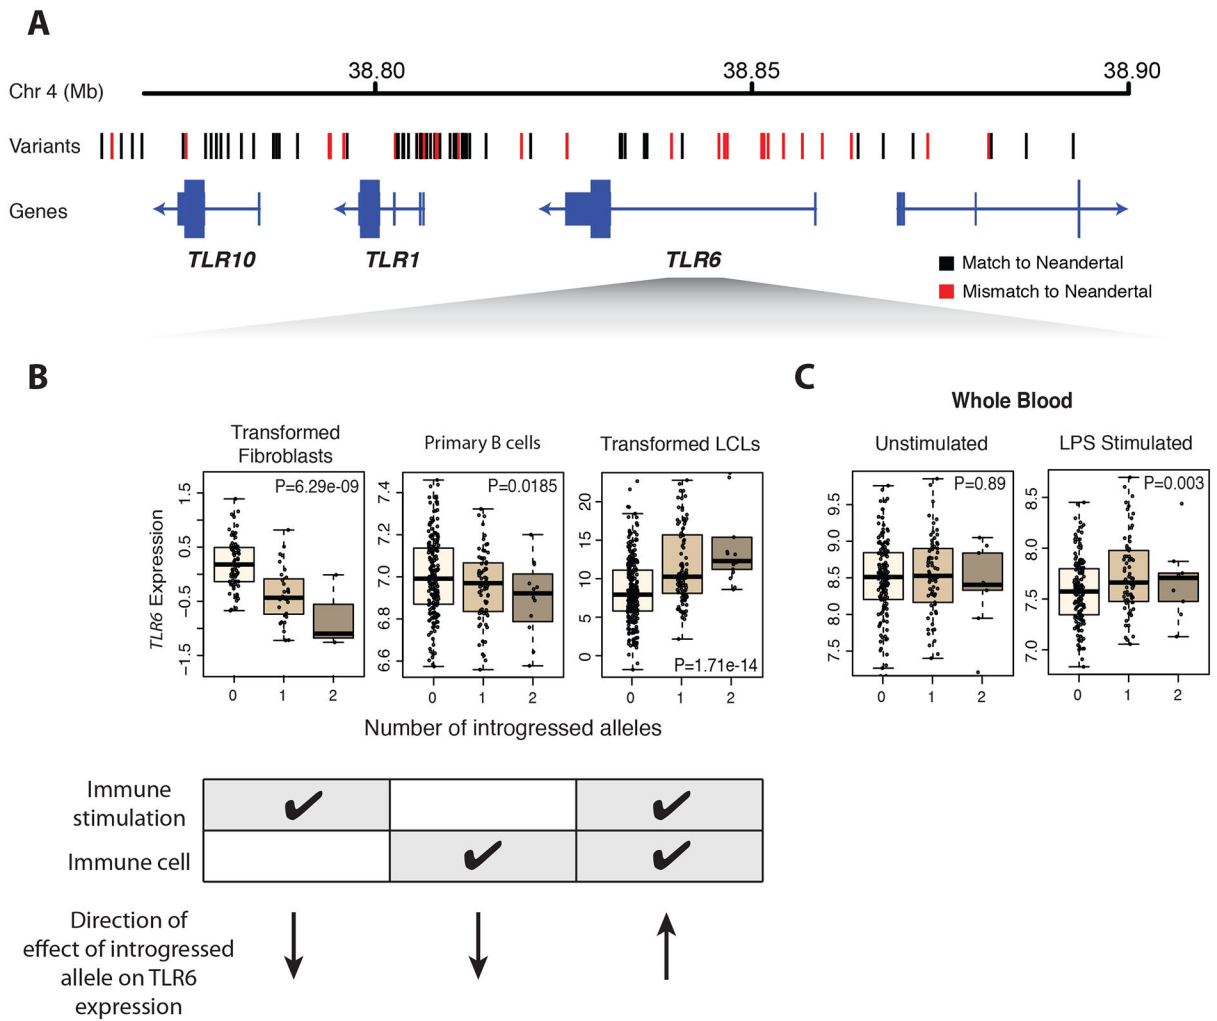 A
38.80
38.85
38.90
Chr 4 (Mb)
Variants
Genes
TLR10
TLR1
TLR6
Match to Neandertal
Mismatch to Neandertal
B
C
Whole Blood
Transformed
Fibroblasts
Primary B cells
Transformed LCLs
Unstimulated
LPS Stimulated
TLR6 Expression
1.5
0.5
−0.5
−1.5
P=6.29e-09
0 1 2
7.4
7.2
7.0
6.8
6.6
P=0.0185
0 1 2
20
15
10
5
0
P=1.71e-14
0 1 2
9.5
9.0
8.5
8.0
7.5
P=0.89
0 1 2
8.5
8.0
7.5
7.0
P=0.003
0 1 2
Number of introgressed alleles
Immune
stimulation
✔ ✔
Immune cell
✔ ✔
Direction of
effect of introgressed
allele on TLR6
expression